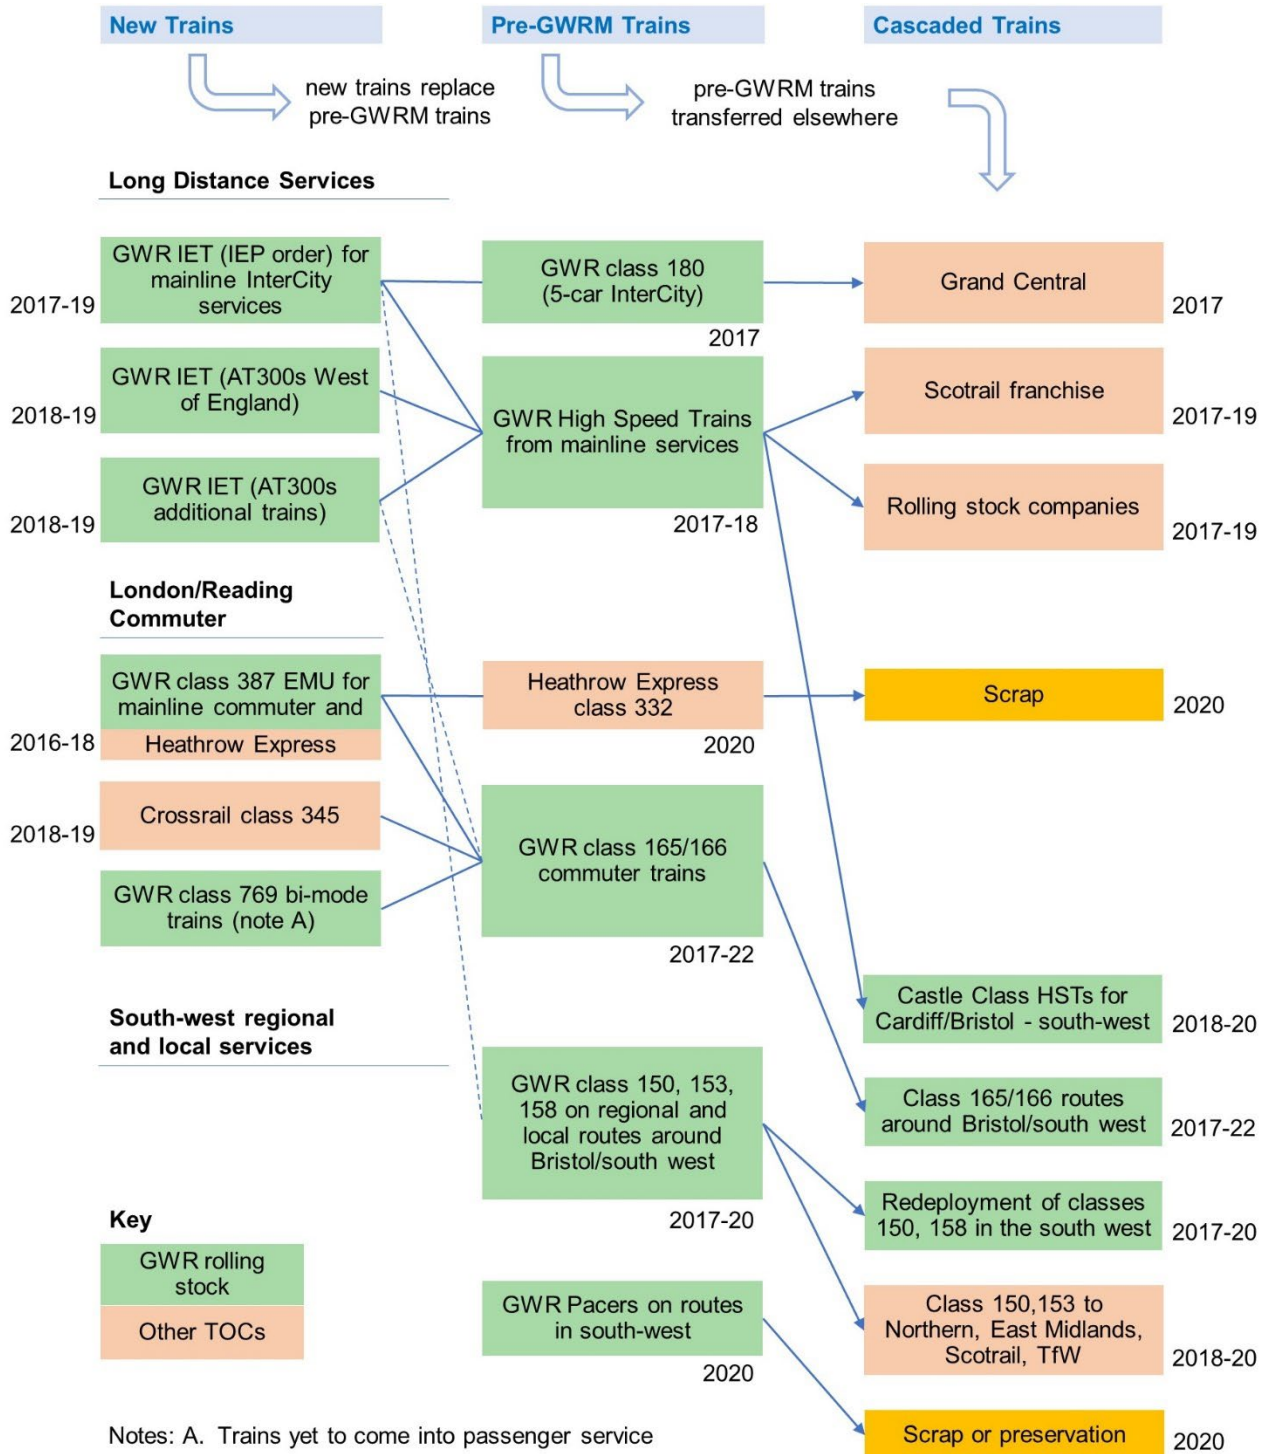 New Trains
Pre-GWRM Trains
Cascaded Trains
new trains replace
pre-GWRM trains
pre-GWRM trains
transferred elsewhere
Long Distance Services
GWR IET (IEP order) for
mainline InterCity
services
2017-19
GWR class 180
(5-car InterCity)
2017
Grand Central
2017
GWR IET (AT300s West
of England)
2018-19
GWR High Speed Trains
from mainline services
2017-18
Scotrail franchise
2017-19
GWR IET (AT300s
additional trains)
2018-19
Rolling stock companies
2017-19
London/Reading
Commuter
GWR class 387 EMU for
mainline commuter and
Heathrow Express
2016-18
Heathrow Express
class 332
2020
Scrap
2020
Crossrail class 345
2018-19
GWR class 165/166
commuter trains
2017-22
GWR class 769 bi-mode
trains (note A)
Castle Class HSTs for
Cardiff/Bristol - south-west
2018-20
South-west regional
and local services
GWR class 150, 153,
158 on regional and
local routes around
Bristol/south west
2017-20
Class 165/166 routes
around Bristol/south west
2017-22
Redeployment of classes
150, 158 in the south west
2017-20
Key
GWR rolling
stock
Other TOCs
GWR Pacers on routes
in south-west
2020
Class 150,153 to
Northern, East Midlands,
Scotrail, TfW
2018-20
Notes: A. Trains yet to come into passenger service
Scrap or preservation
2020